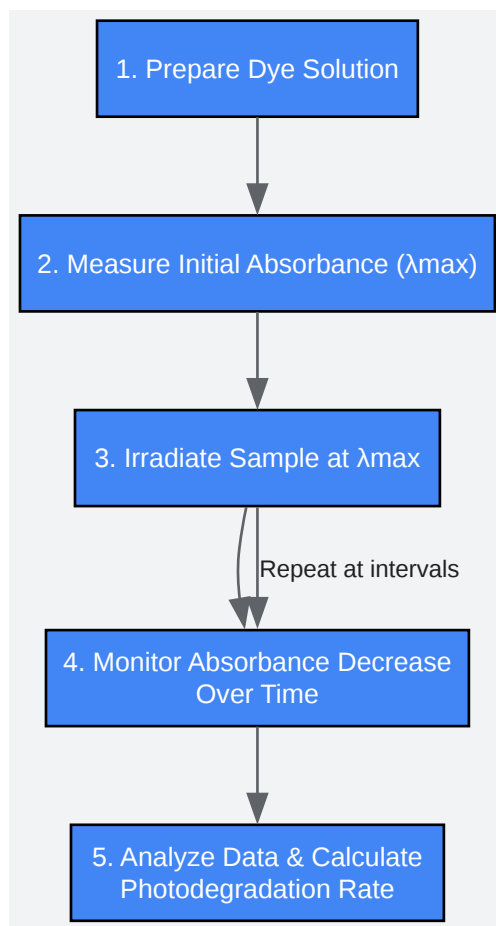 1. Prepare Dye Solution
2. Measure Initial Absorbance (λmax)
3. Irradiate Sample at λmax
Repeat at intervals
4. Monitor Absorbance Decrease
Over Time
5. Analyze Data & Calculate
Photodegradation Rate